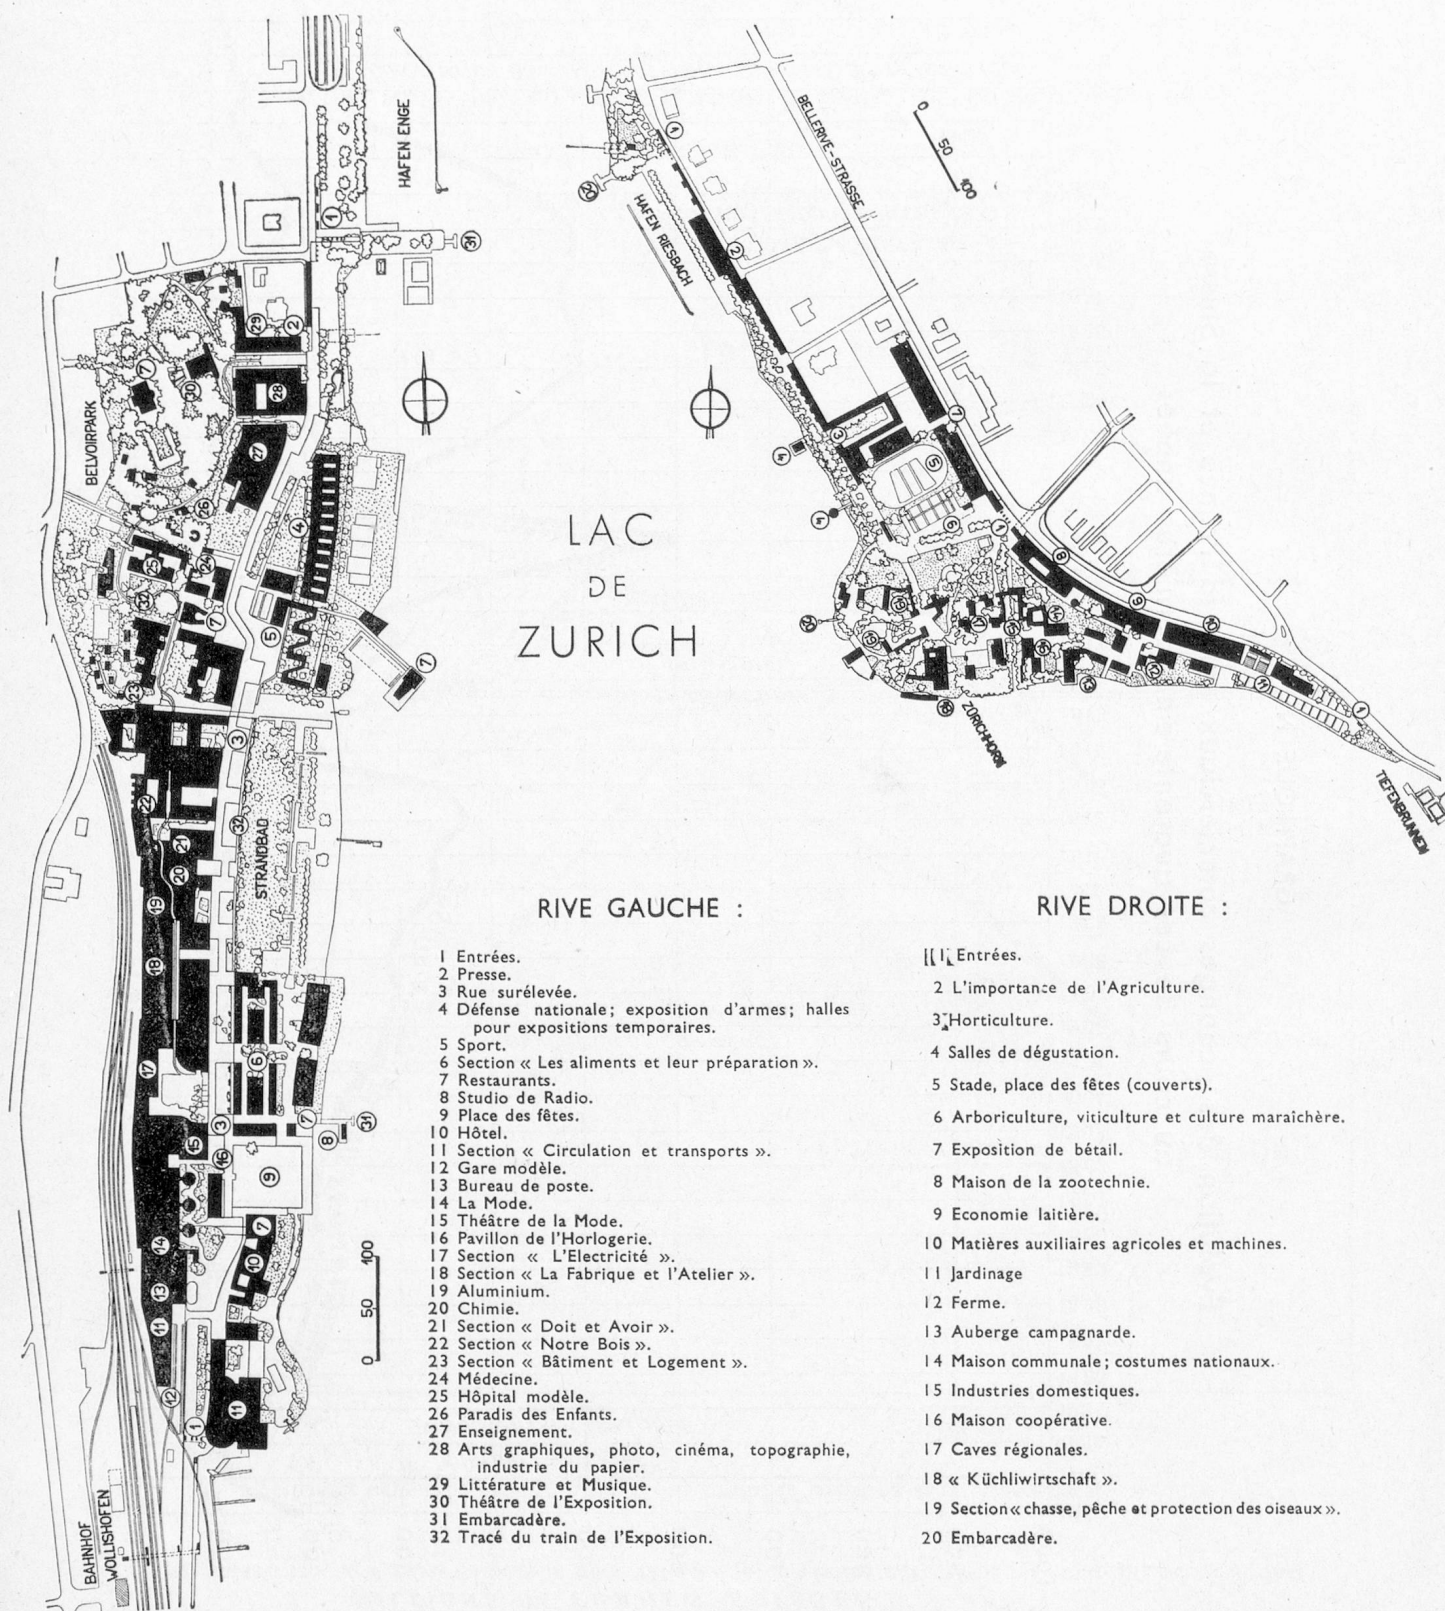 HAFEN ENGE
BELLERIVE-STRASSE
0 50 100
HAFEN RIESBACH
BELVOIRPARK
LAC
DE
ZURICH
ZÜRICHHORN
TIEFENBRUNNEN
STRANDBAD
0 50 100
BAHNHOF
WOLLISHOFEN
RIVE GAUCHE :
1 Entrées.
2 Presse.
3 Rue surélevée.
4 Défense nationale; exposition d'armes; halles
pour expositions temporaires.
5 Sport.
6 Section « Les aliments et leur préparation ».
7 Restaurants.
8 Studio de Radio.
9 Place des fêtes.
10 Hôtel.
11 Section « Circulation et transports ».
12 Gare modèle.
13 Bureau de poste.
14 La Mode.
15 Théâtre de la Mode.
16 Pavillon de l'Horlogerie.
17 Section « L'Electricité ».
18 Section « La Fabrique et l'Atelier ».
19 Aluminium.
20 Chimie.
21 Section « Doit et Avoir ».
22 Section « Notre Bois ».
23 Section « Bâtiment et Logement ».
24 Médecine.
25 Hôpital modèle.
26 Paradis des Enfants.
27 Enseignement.
28 Arts graphiques, photo, cinéma, topographie,
industrie du papier.
29 Littérature et Musique.
30 Théâtre de l'Exposition.
31 Embarcadère.
32 Tracé du train de l'Exposition.
RIVE DROITE :
1 Entrées.
2 L'importance de l'Agriculture.
3 Horticulture.
4 Salles de dégustation.
5 Stade, place des fêtes (couverts).
6 Arboriculture, viticulture et culture maraîchère.
7 Exposition de bétail.
8 Maison de la zootechnie.
9 Economie laitière.
10 Matières auxiliaires agricoles et machines.
11 Jardinage
12 Ferme.
13 Auberge campagnarde.
14 Maison communale; costumes nationaux.
15 Industries domestiques.
16 Maison coopérative.
17 Caves régionales.
18 « Küchliwirtschaft ».
19 Section « chasse, pêche et protection des oiseaux ».
20 Embarcadère.